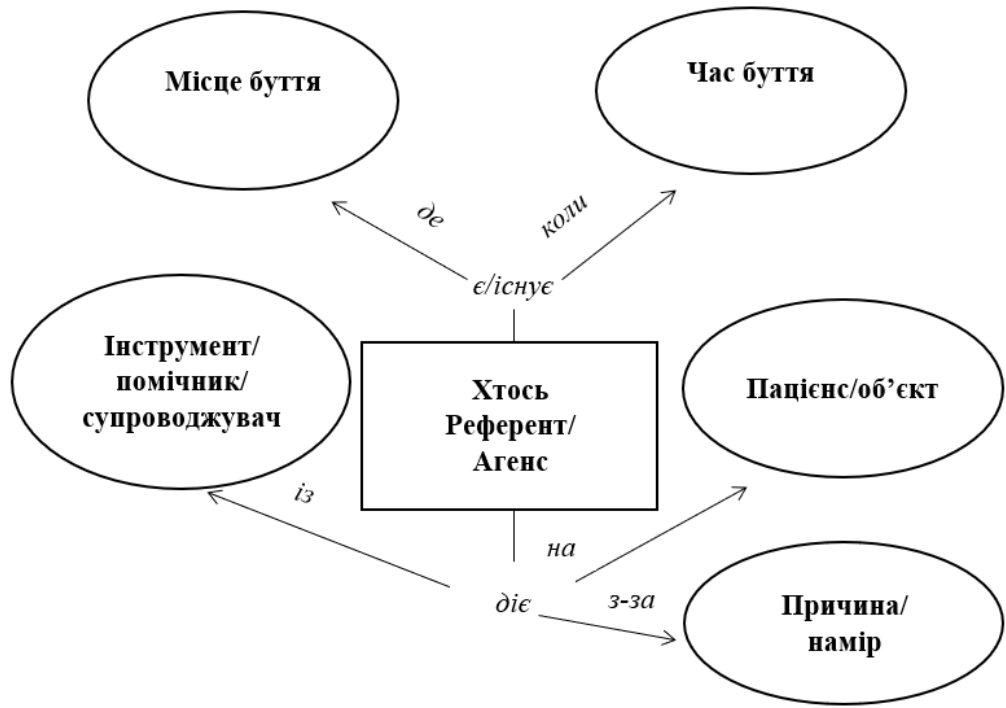 Місце буття
Час буття
де
коли
є/існує
Інструмент/
помічник/
супроводжувач
Хтось
Референт/
Агенс
Пацієнс/об’єкт
із
на
діє
з-за
Причина/
намір